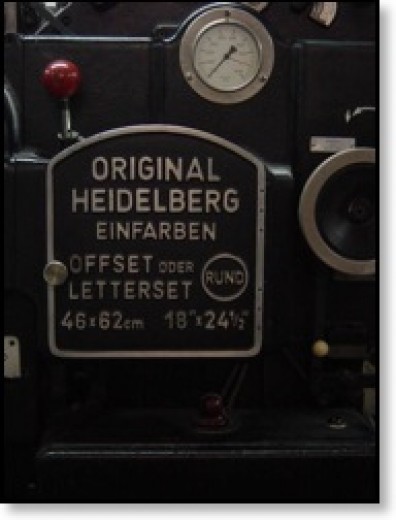 ORIGINAL
HEIDELBERG
EINFARBEN
OFFSET ODER
LETTERSET
RUND
46x62cm 18"x24½"